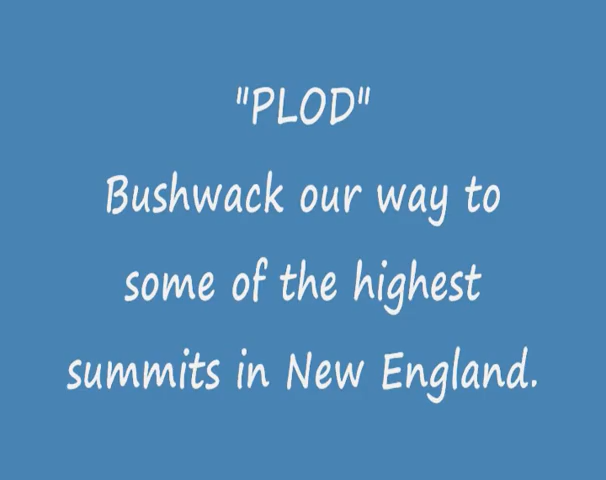 "PLOD"
Bushwack our way to
some of the highest
summits in New England.